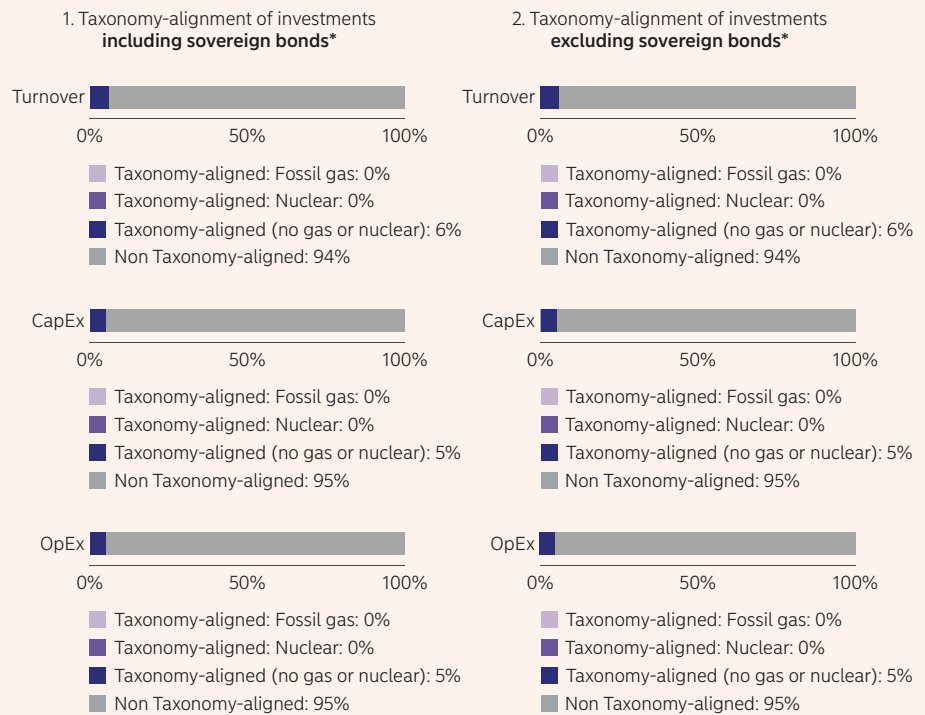 1. Taxonomy-alignment of investments
including sovereign bonds*
Turnover
0% 50% 100%
Taxonomy-aligned: Fossil gas: 0%
Taxonomy-aligned: Nuclear: 0%
Taxonomy-aligned (no gas or nuclear): 6%
Non Taxonomy-aligned: 94%
CapEx
0% 50% 100%
Taxonomy-aligned: Fossil gas: 0%
Taxonomy-aligned: Nuclear: 0%
Taxonomy-aligned (no gas or nuclear): 5%
Non Taxonomy-aligned: 95%
OpEx
0% 50% 100%
Taxonomy-aligned: Fossil gas: 0%
Taxonomy-aligned: Nuclear: 0%
Taxonomy-aligned (no gas or nuclear): 5%
Non Taxonomy-aligned: 95%
2. Taxonomy-alignment of investments
excluding sovereign bonds*
Turnover
0% 50% 100%
Taxonomy-aligned: Fossil gas: 0%
Taxonomy-aligned: Nuclear: 0%
Taxonomy-aligned (no gas or nuclear): 6%
Non Taxonomy-aligned: 94%
CapEx
0% 50% 100%
Taxonomy-aligned: Fossil gas: 0%
Taxonomy-aligned: Nuclear: 0%
Taxonomy-aligned (no gas or nuclear): 5%
Non Taxonomy-aligned: 95%
OpEx
0% 50% 100%
Taxonomy-aligned: Fossil gas: 0%
Taxonomy-aligned: Nuclear: 0%
Taxonomy-aligned (no gas or nuclear): 5%
Non Taxonomy-aligned: 95%